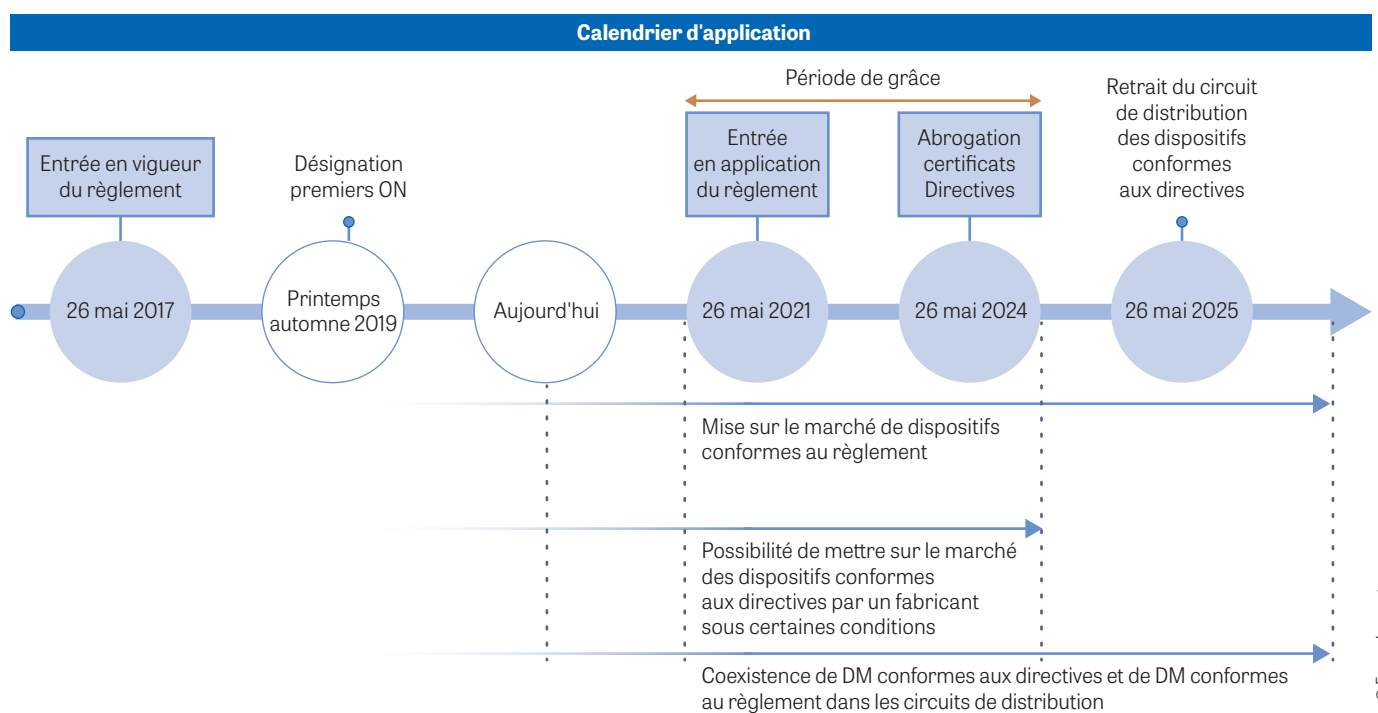 Calendrier d'application
Période de grâce
Entrée en vigueur
du règlement
Désignation
premiers ON
Entrée
en application
du règlement
Abrogation
certificats
Directives
Retrait du circuit
de distribution
des dispositifs
conformes
aux directives
26 mai 2017
Printemps
automne 2019
Aujourd'hui
26 mai 2021
26 mai 2024
26 mai 2025
Mise sur le marché de dispositifs
conformes au règlement
Possibilité de mettre sur le marché
des dispositifs conformes
aux directives par un fabricant
sous certaines conditions
Coexistence de DM conformes aux directives et de DM conformes
au règlement dans les circuits de distribution